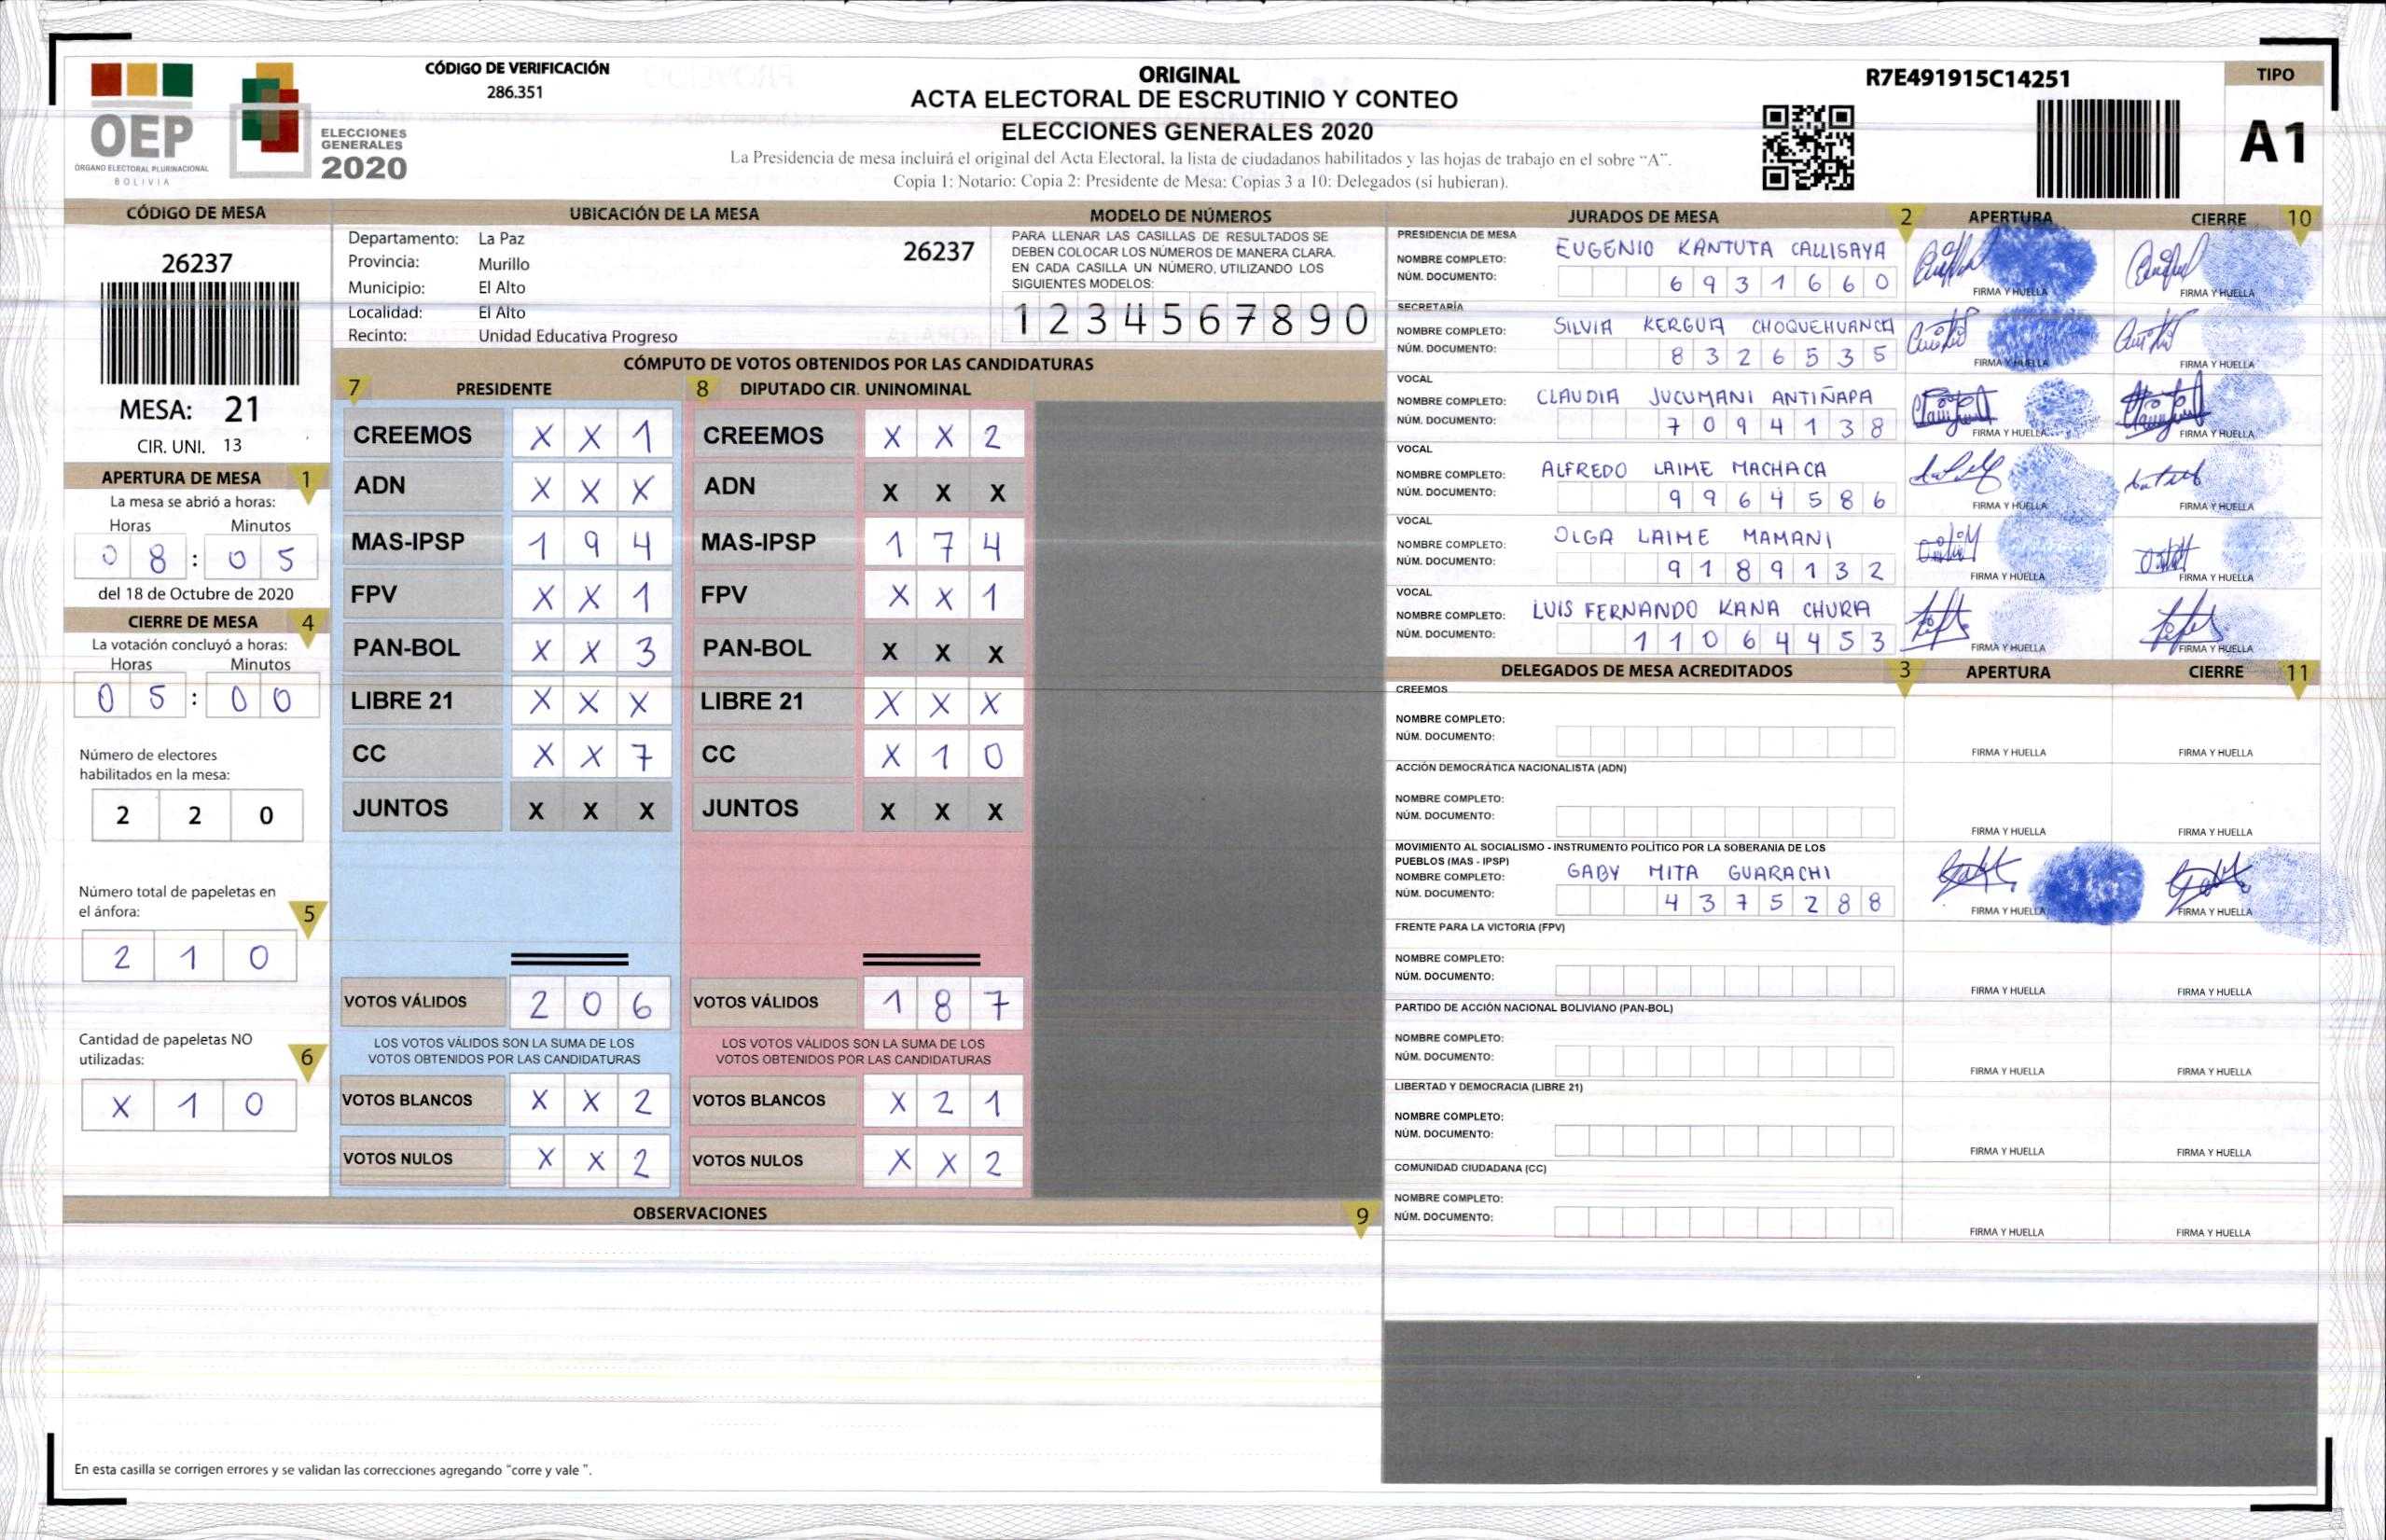 OEP
ÓRGANO ELECTORAL PLURINACIONAL
BOLIVIA
ELECCIONES
GENERALES
2020
CÓDIGO DE VERIFICACIÓN
286.351
ORIGINAL
ACTA ELECTORAL DE ESCRUTINIO Y CONTEO
ELECCIONES GENERALES 2020
La Presidencia de mesa incluirá el original del Acta Electoral, la lista de ciudadanos habilitados y las hojas de trabajo en el sobre “A”.
Copia 1: Notario: Copia 2: Presidente de Mesa: Copias 3 a 10: Delegados (si hubieran).
R7E491915C14251
TIPO
A1
CÓDIGO DE MESA
26237
MESA: 21
CIR. UNI. 13
APERTURA DE MESA 1
La mesa se abrió a horas:
Horas Minutos
0 8 : 0 5
del 18 de Octubre de 2020
CIERRE DE MESA 4
La votación concluyó a horas:
Horas Minutos
0 5 : 0 0
Número de electores
habilitados en la mesa:
2 2 0
Número total de papeletas en
el ánfora: 5
2 1 0
Cantidad de papeletas NO
utilizadas: 6
X 1 0
UBICACIÓN DE LA MESA
Departamento: La Paz 26237
Provincia: Murillo
Municipio: El Alto
Localidad: El Alto
Recinto: Unidad Educativa Progreso
MODELO DE NÚMEROS
PARA LLENAR LAS CASILLAS DE RESULTADOS SE
DEBEN COLOCAR LOS NÚMEROS DE MANERA CLARA.
EN CADA CASILLA UN NÚMERO, UTILIZANDO LOS
SIGUIENTES MODELOS:
1 2 3 4 5 6 7 8 9 0
CÓMPUTO DE VOTOS OBTENIDOS POR LAS CANDIDATURAS
7 PRESIDENTE
CREEMOS X X 1
ADN X X X
MAS-IPSP 1 9 4
FPV X X 1
PAN-BOL X X 3
LIBRE 21 X X X
CC X X 7
JUNTOS X X X
VOTOS VÁLIDOS 2 0 6
LOS VOTOS VÁLIDOS SON LA SUMA DE LOS
VOTOS OBTENIDOS POR LAS CANDIDATURAS
VOTOS BLANCOS X X 2
VOTOS NULOS X X 2
8 DIPUTADO CIR. UNINOMINAL
CREEMOS X X 2
ADN X X X
MAS-IPSP 1 7 4
FPV X X 1
PAN-BOL X X X
LIBRE 21 X X X
CC X 1 0
JUNTOS X X X
VOTOS VÁLIDOS 1 8 7
LOS VOTOS VÁLIDOS SON LA SUMA DE LOS
VOTOS OBTENIDOS POR LAS CANDIDATURAS
VOTOS BLANCOS X 2 1
VOTOS NULOS X X 2
OBSERVACIONES 9
En esta casilla se corrigen errores y se validan las correcciones agregando “corre y vale ”.
JURADOS DE MESA 2 APERTURA CIERRE 10
PRESIDENCIA DE MESA
NOMBRE COMPLETO: EUGENIO KANTUTA CALLISAYA
NÚM. DOCUMENTO: 6 9 3 1 6 6 0
FIRMA Y HUELLA FIRMA Y HUELLA
SECRETARÍA
NOMBRE COMPLETO: SILVIA KERGUA CHOQUEHUANCA
NÚM. DOCUMENTO: 8 3 2 6 5 3 5
FIRMA Y HUELLA FIRMA Y HUELLA
VOCAL
NOMBRE COMPLETO: CLAUDIA JUCUMANI ANTIÑAPA
NÚM. DOCUMENTO: 7 0 9 4 1 3 8
FIRMA Y HUELLA FIRMA Y HUELLA
VOCAL
NOMBRE COMPLETO: ALFREDO LAIME MACHACA
NÚM. DOCUMENTO: 9 9 6 4 5 8 6
FIRMA Y HUELLA FIRMA Y HUELLA
VOCAL
NOMBRE COMPLETO: OLGA LAIME MAMANI
NÚM. DOCUMENTO: 9 1 8 9 1 3 2
FIRMA Y HUELLA FIRMA Y HUELLA
VOCAL
NOMBRE COMPLETO: LUIS FERNANDO KANA CHURA
NÚM. DOCUMENTO: 1 1 0 6 4 4 5 3
FIRMA Y HUELLA FIRMA Y HUELLA
DELEGADOS DE MESA ACREDITADOS 3 APERTURA CIERRE 11
CREEMOS
NOMBRE COMPLETO:
NÚM. DOCUMENTO:
FIRMA Y HUELLA FIRMA Y HUELLA
ACCIÓN DEMOCRÁTICA NACIONALISTA (ADN)
NOMBRE COMPLETO:
NÚM. DOCUMENTO:
FIRMA Y HUELLA FIRMA Y HUELLA
MOVIMIENTO AL SOCIALISMO - INSTRUMENTO POLÍTICO POR LA SOBERANIA DE LOS
PUEBLOS (MAS - IPSP)
NOMBRE COMPLETO: GABY MITA GUARACHI
NÚM. DOCUMENTO: 4 3 7 5 2 8 8
FIRMA Y HUELLA FIRMA Y HUELLA
FRENTE PARA LA VICTORIA (FPV)
NOMBRE COMPLETO:
NÚM. DOCUMENTO:
FIRMA Y HUELLA FIRMA Y HUELLA
PARTIDO DE ACCIÓN NACIONAL BOLIVIANO (PAN-BOL)
NOMBRE COMPLETO:
NÚM. DOCUMENTO:
FIRMA Y HUELLA FIRMA Y HUELLA
LIBERTAD Y DEMOCRACIA (LIBRE 21)
NOMBRE COMPLETO:
NÚM. DOCUMENTO:
FIRMA Y HUELLA FIRMA Y HUELLA
COMUNIDAD CIUDADANA (CC)
NOMBRE COMPLETO:
NÚM. DOCUMENTO:
FIRMA Y HUELLA FIRMA Y HUELLA